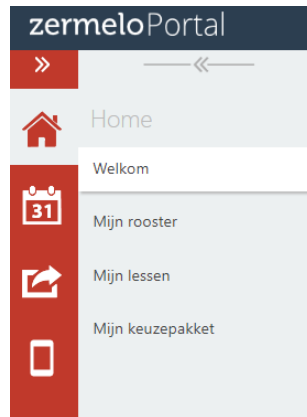 zermeloPortal
Home
Welkom
31
Mijn rooster
Mijn lessen
Mijn keuzepakket